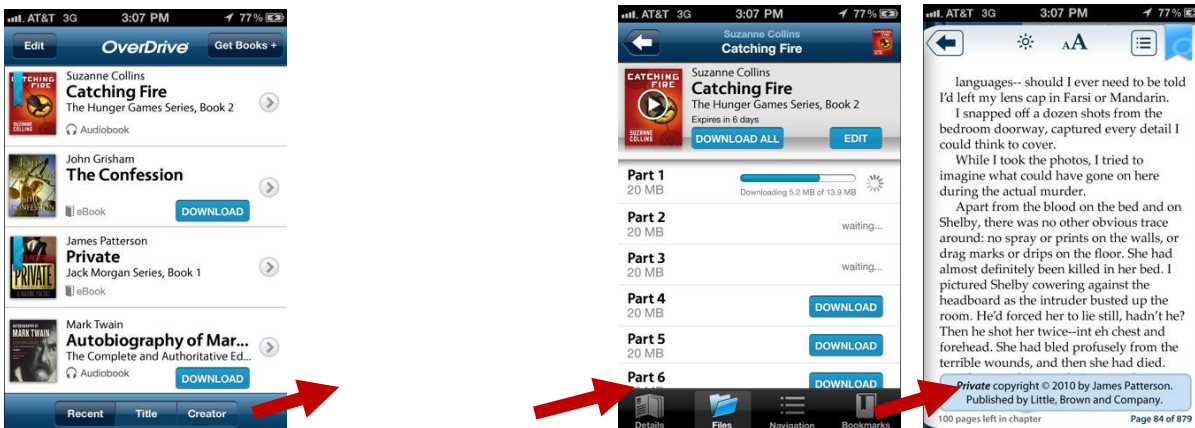 AT&T 3G 3:07 PM 77%
Edit OverDrive Get Books +
CATCHING FIRE
SUZANNE COLLINS
Suzanne Collins
Catching Fire
The Hunger Games Series, Book 2
Audiobook
John Grisham
The Confession
eBook DOWNLOAD
PRIVATE
James Patterson
Private
Jack Morgan Series, Book 1
eBook
MARK TWAIN
Mark Twain
Autobiography of Mar...
The Complete and Authoritative Ed...
Audiobook DOWNLOAD
Recent Title Creator
AT&T 3G 3:07 PM 77%
Suzanne Collins
Catching Fire
CATCHING FIRE
SUZANNE COLLINS
Suzanne Collins
Catching Fire
The Hunger Games Series, Book 2
Expires in 6 days
DOWNLOAD ALL EDIT
Part 1
20 MB Downloading 5.2 MB of 13.9 MB
Part 2
20 MB waiting...
Part 3
20 MB waiting...
Part 4
20 MB DOWNLOAD
Part 5
20 MB DOWNLOAD
Part 6
DOWNLOAD
Details Files Navigation Bookmarks
AT&T 3G 3:07 PM 77%
AA
languages-- should I ever need to be told
I'd left my lens cap in Farsi or Mandarin.
I snapped off a dozen shots from the
bedroom doorway, captured every detail I
could think to cover.
While I took the photos, I tried to
imagine what could have gone on here
during the actual murder.
Apart from the blood on the bed and on
Shelby, there was no other obvious trace
around: no spray or prints on the walls, or
drag marks or drips on the floor. She had
almost definitely been killed in her bed. I
pictured Shelby cowering against the
headboard as the intruder busted up the
room. He'd forced her to lie still, hadn't he?
Then he shot her twice--int eh chest and
forehead. She had bled profusely from the
terrible wounds, and then she had died.
Private copyright © 2010 by James Patterson.
Published by Little, Brown and Company.
100 pages left in chapter Page 84 of 879